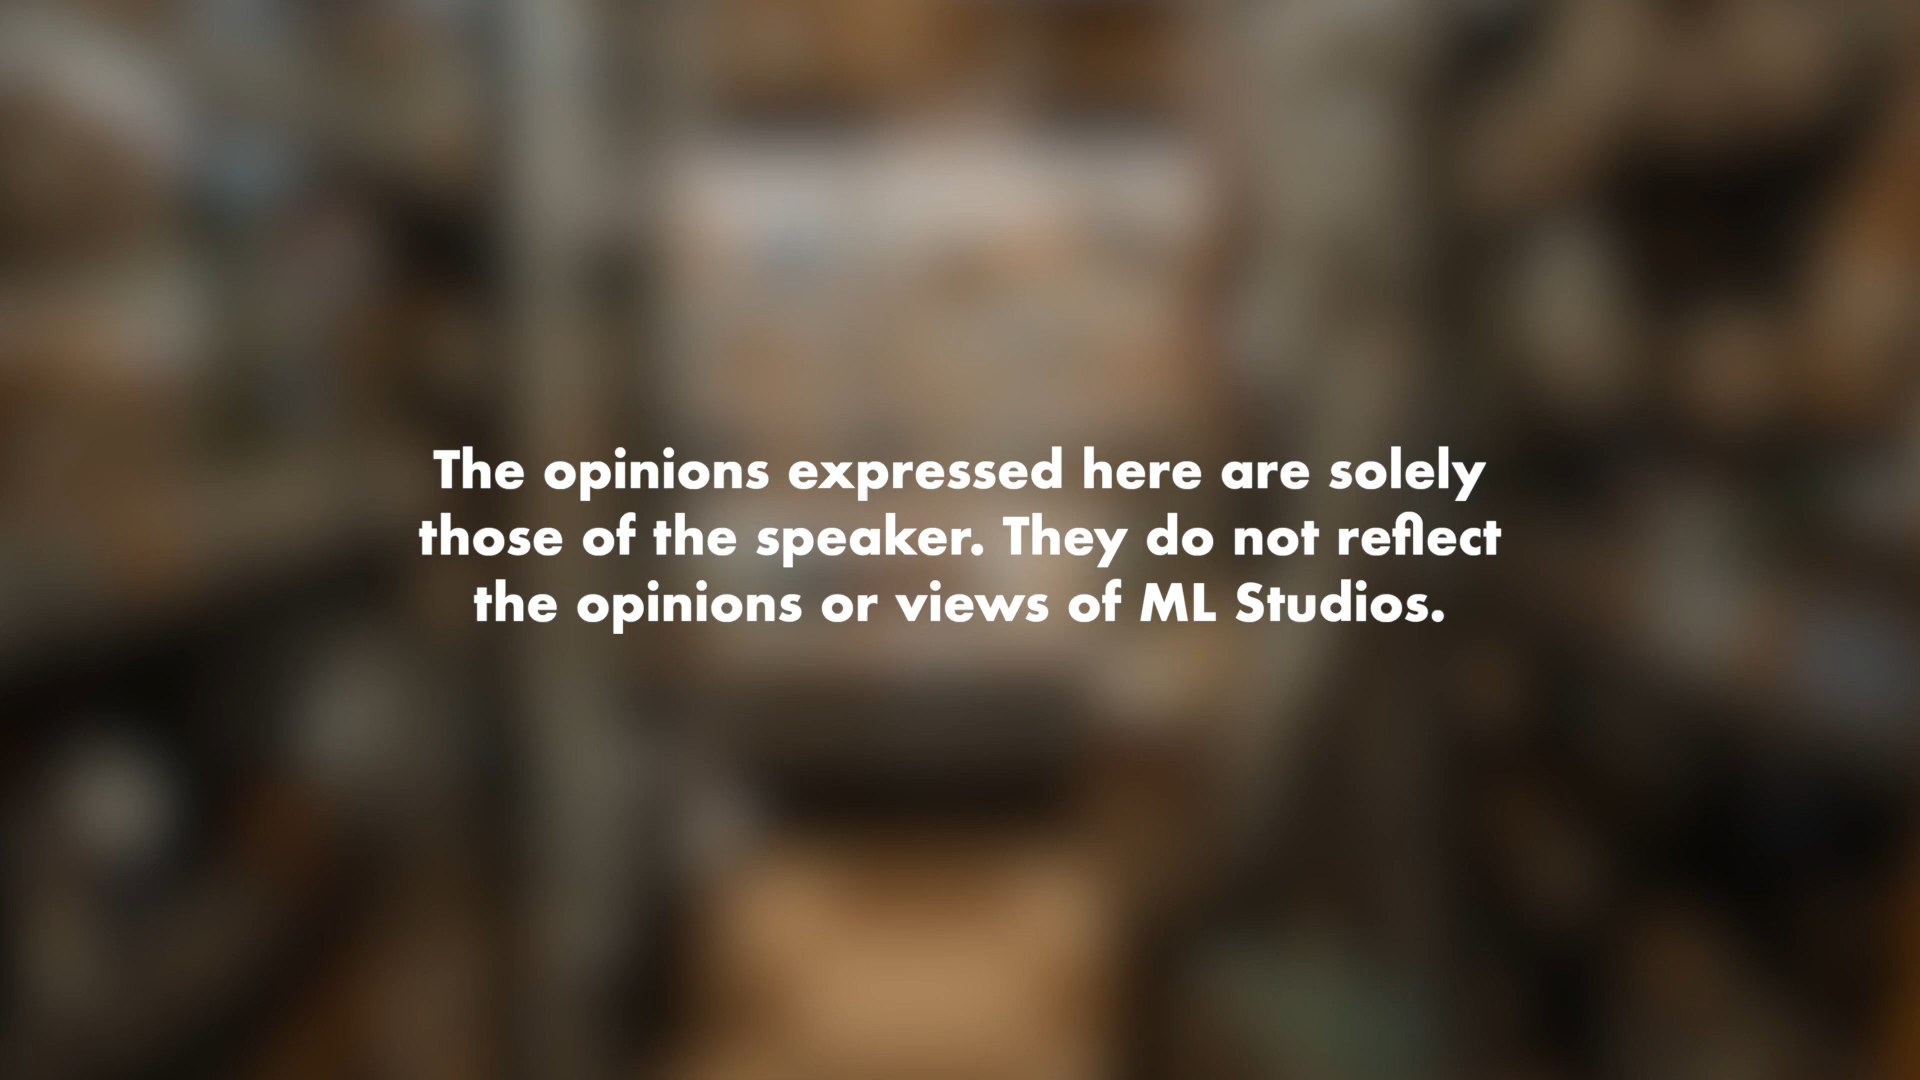 The opinions expressed here are solely
those of the speaker. They do not reflect
the opinions or views of ML Studios.